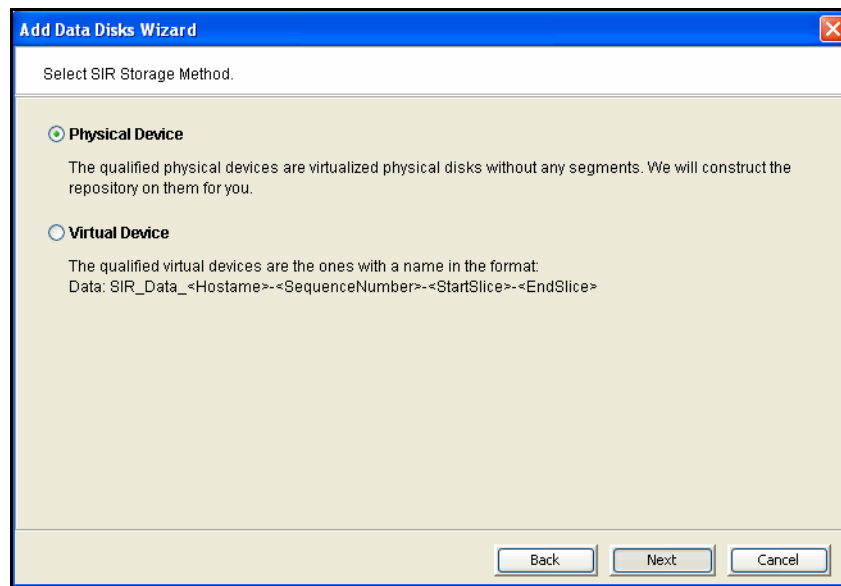 Add Data Disks Wizard
Select SIR Storage Method.
Physical Device
The qualified physical devices are virtualized physical disks without any segments. We will construct the
repository on them for you.
Virtual Device
The qualified virtual devices are the ones with a name in the format:
Data: SIR_Data_<Hostame>-<SequenceNumber>-<StartSlice>-<EndSlice>
Back Next Cancel